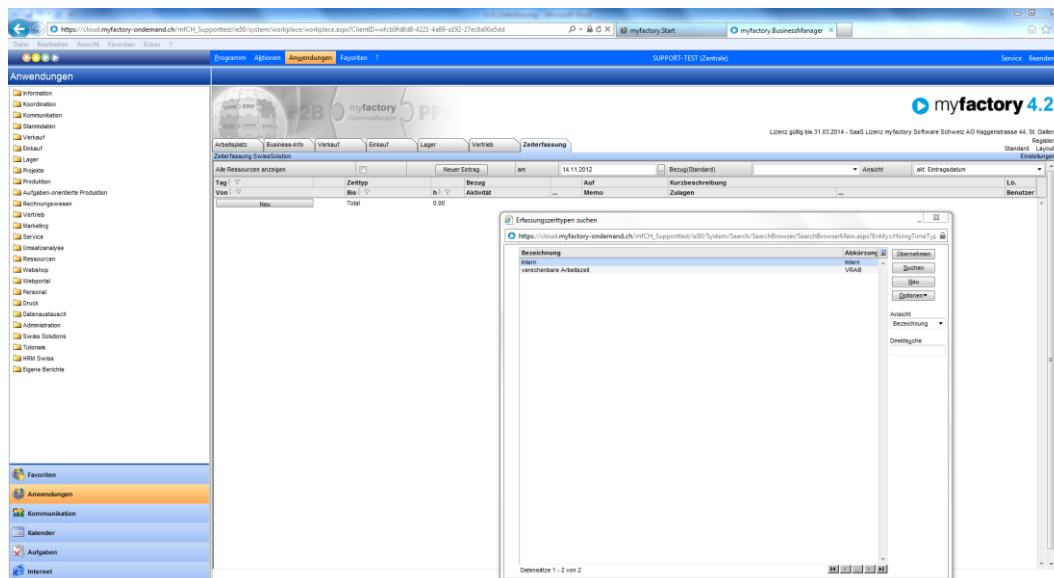 https://cloud.myfactory-ondemand.ch/mfCH_Supporttest/ie50/system/workplace/workplace.aspx?ClientID=
myfactory.Start
myfactory.BusinessManager
Datei Bearbeiten Ansicht Favoriten Extras ?
Programm Aktionen Anwendungen Favoriten ?
SUPPORT-TEST (Zentrale)
Service Beenden
Anwendungen
Information
Koordination
Kommunikation
Stammdaten
Verkauf
Einkauf
Lager
Projekte
Produktion
Aufgaben-orientierte Produktion
Rechnungswesen
Vertrieb
Marketing
Service
Umsatzanalyse
Ressourcen
Webshop
Webportal
Personal
Druck
Datenaustausch
Administration
Swiss Solutions
Tutorials
HRM Swiss
Eigene Berichte
Favoriten
Anwendungen
Kommunikation
Kalender
Aufgaben
Internet
B2B myfactory PPS
BusinessManager
myfactory 4.2
Lizenz gültig bis 31.03.2014 - SaaS Lizenz myfactory Software Schweiz AG Haggenstrasse 44, St. Gallen
Register
Standard Layout
Einstellungen
Arbeitsplatz Business-Info Verkauf Einkauf Lager Vertrieb Zeiterfassung
Zeiterfassung SwissSolution
Alle Ressourcen anzeigen Neuer Eintrag am 14.11.2012 ... Bezug(Standard) Ansicht akt. Eintragsdatum
Tag Zeittyp Bezug Auf Kurzbeschreibung Lö.
Von Bis h Aktivität ... Memo Zulagen ... Benutzer
Neu Total 0.00
Erfassungszeittypen suchen
https://cloud.myfactory-ondemand.ch/mfCH_Supporttest/ie50/System/Search/SearchBrowser/SearchBrowserMain.aspx?Entity=HiringTimeTyp
Bezeichnung Abkürzung
Intern Intern
verechenbare Arbeitszeit VRAB
Übernehmen
Suchen
Neu
Optionen
Ansicht
Bezeichnung
Direktsuche
Datensätze 1 - 2 von 2